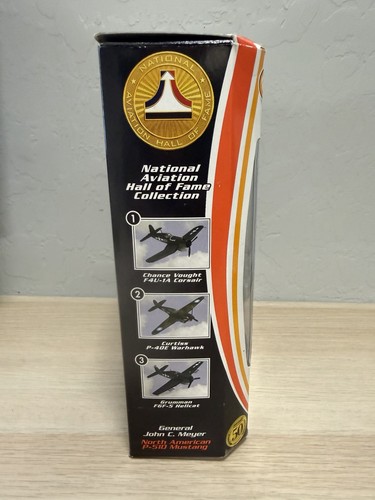 NATIONAL
AVIATION HALL OF FAME
National
Aviation
Hall of Fame
Collection
1
Chance Vought
F4U-1A Corsair
2
Curtiss
P-40E Warhawk
3
Grumman
F6F-5 Hellcat
General
John C. Meyer
North American
P-51D Mustang
50